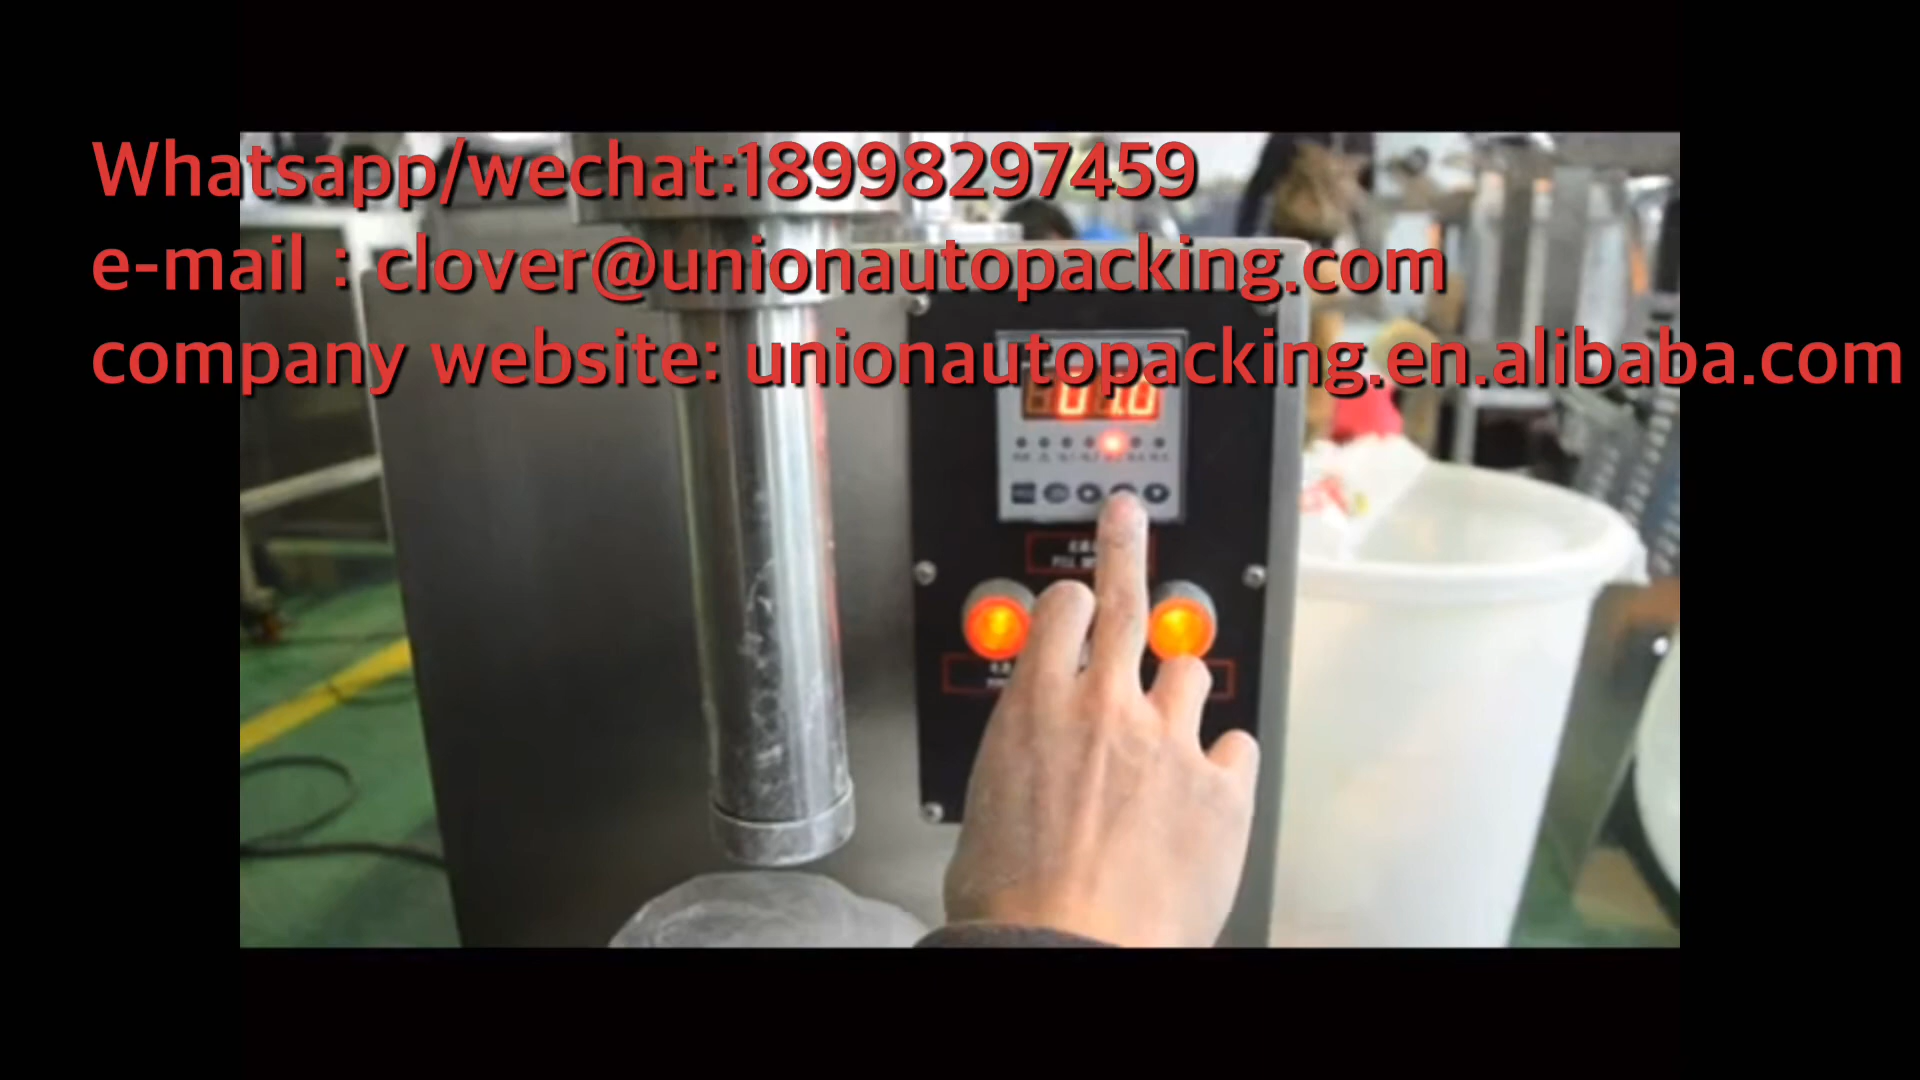 Whatsapp/wechat:18998297459
e-mail：clover@unionautopacking.com
company website: unionautopacking.en.alibaba.com